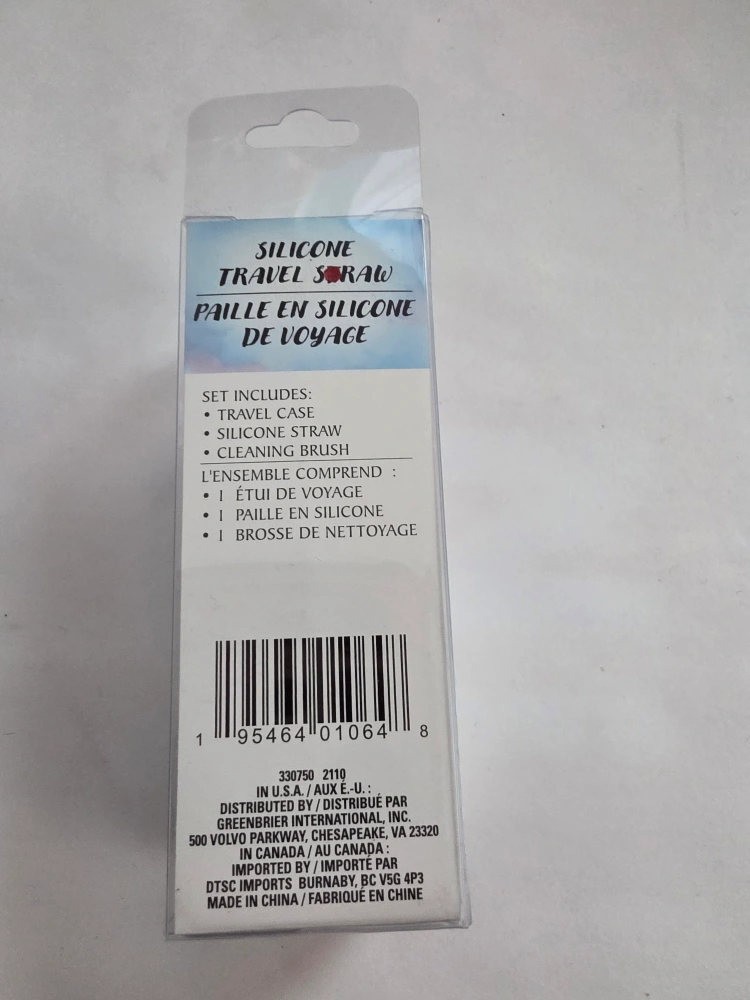 SILICONE
TRAVEL STRAW
PAILLE EN SILICONE
DE VOYAGE
SET INCLUDES:
• TRAVEL CASE
• SILICONE STRAW
• CLEANING BRUSH
L'ENSEMBLE COMPREND :
• 1 ÉTUI DE VOYAGE
• 1 PAILLE EN SILICONE
• 1 BROSSE DE NETTOYAGE
1 95464 01064 8
330750 2110
IN U.S.A. / AUX É.-U. :
DISTRIBUTED BY / DISTRIBUÉ PAR
GREENBRIER INTERNATIONAL, INC.
500 VOLVO PARKWAY, CHESAPEAKE, VA 23320
IN CANADA / AU CANADA :
IMPORTED BY / IMPORTÉ PAR
DTSC IMPORTS BURNABY, BC V5G 4P3
MADE IN CHINA / FABRIQUÉ EN CHINE